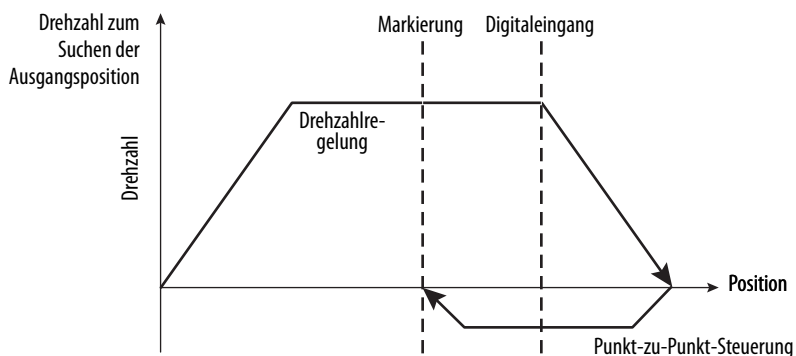 Drehzahl zum
Suchen der
Ausgangsposition
Markierung
Digitaleingang
Drehzahlre-
gelung
Drehzahl
Position
Punkt-zu-Punkt-Steuerung